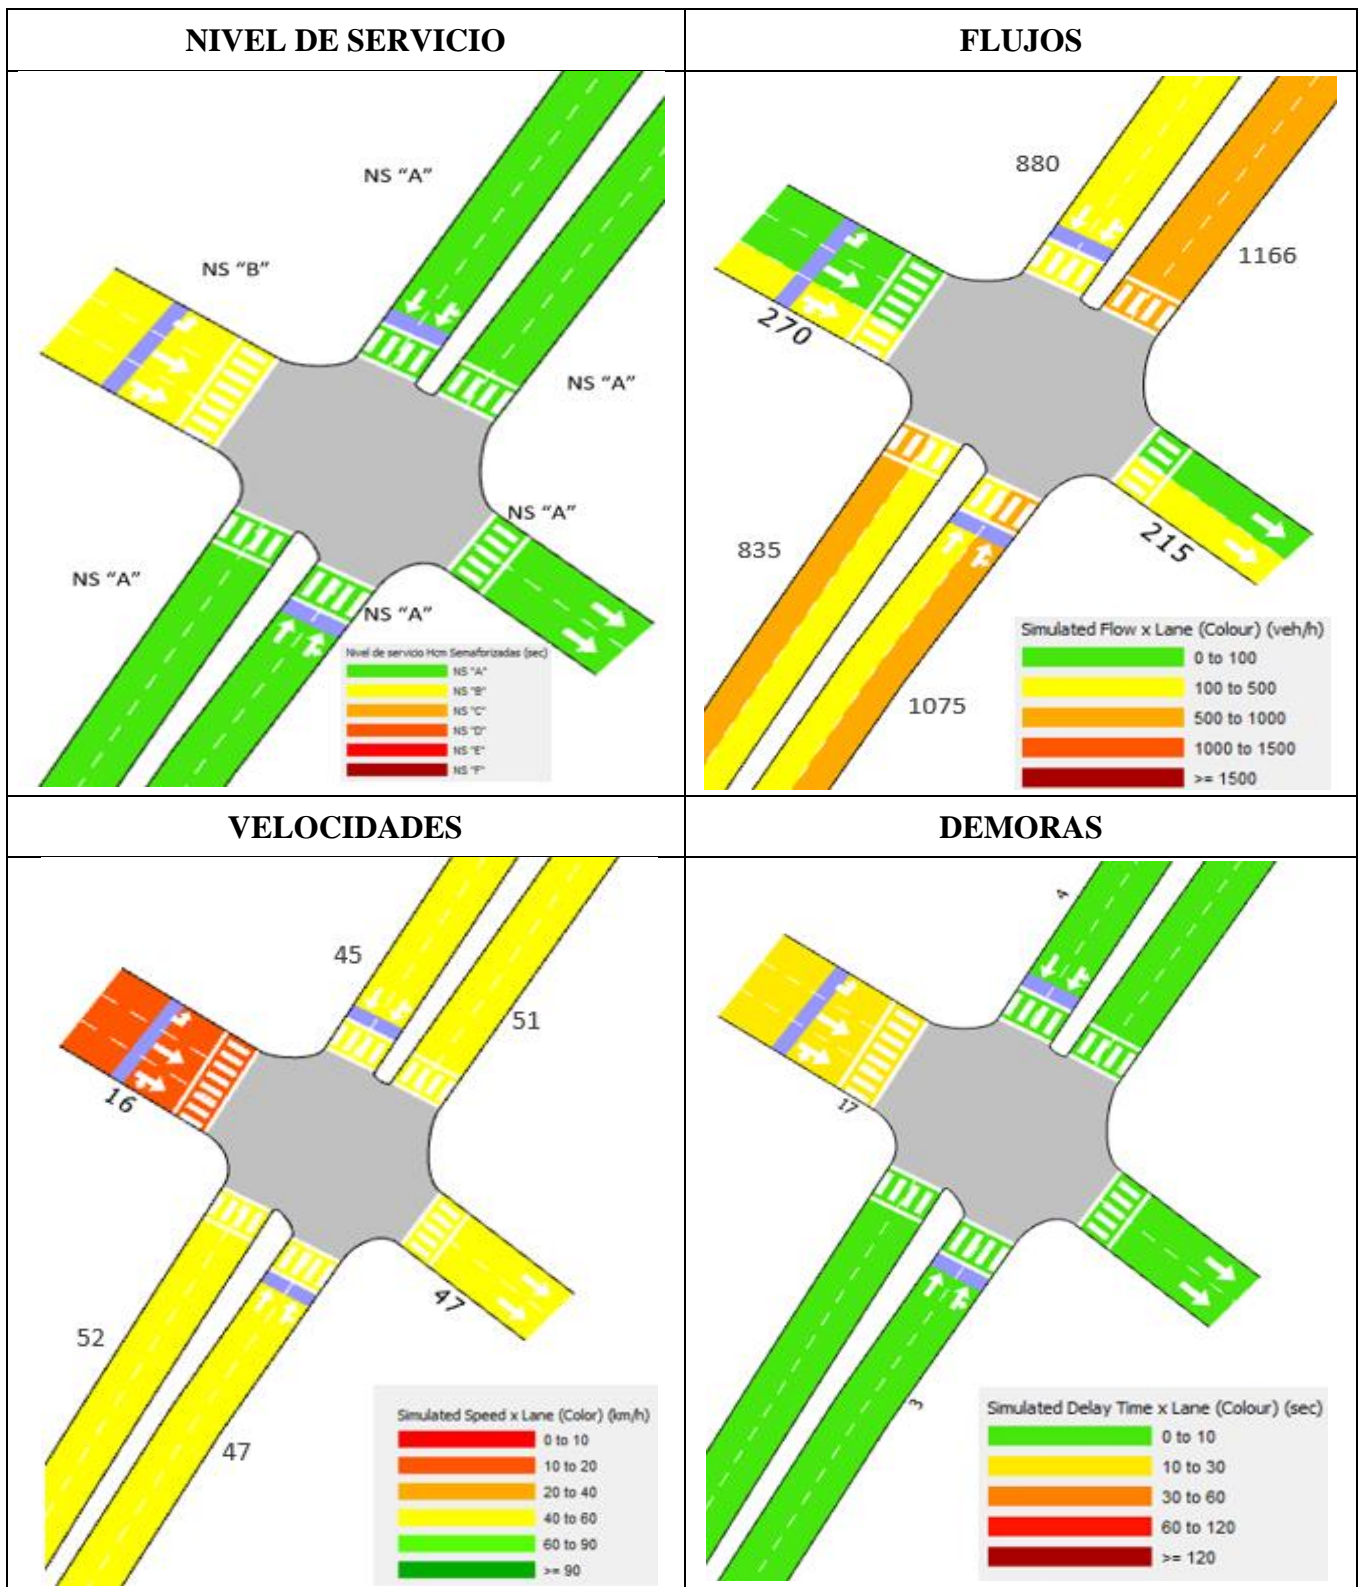 NIVEL DE SERVICIO
NS "A"
NS "B"
NS "A"
NS "A"
NS "A"
NS "A"
Nivel de servicio Hcm Semaforizadas (sec)
NS "A"
NS "B"
NS "C"
NS "D"
NS "E"
NS "F"
FLUJOS
880
1166
270
835
215
1075
Simulated Flow x Lane (Colour) (veh/h)
0 to 100
100 to 500
500 to 1000
1000 to 1500
>= 1500
VELOCIDADES
45
51
16
47
52
47
Simulated Speed x Lane (Color) (km/h)
0 to 10
10 to 20
20 to 40
40 to 60
60 to 90
>= 90
DEMORAS
4
17
3
Simulated Delay Time x Lane (Colour) (sec)
0 to 10
10 to 30
30 to 60
60 to 120
>= 120